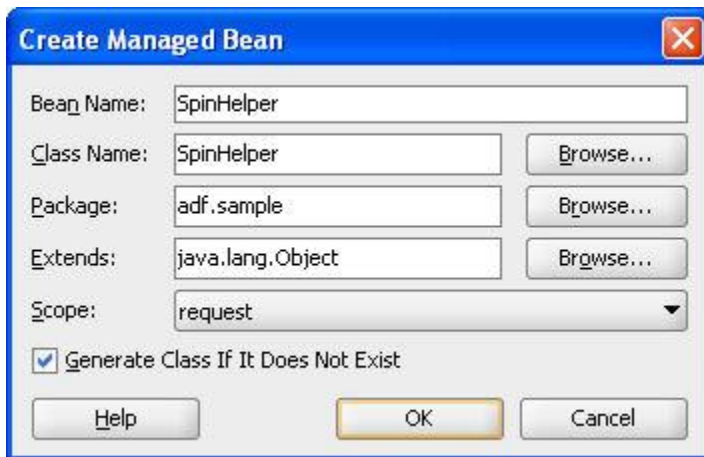 Create Managed Bean
Bean Name: SpinHelper
Class Name: SpinHelper Browse...
Package: adf.sample Browse...
Extends: java.lang.Object Browse...
Scope: request
Generate Class If It Does Not Exist
Help OK Cancel